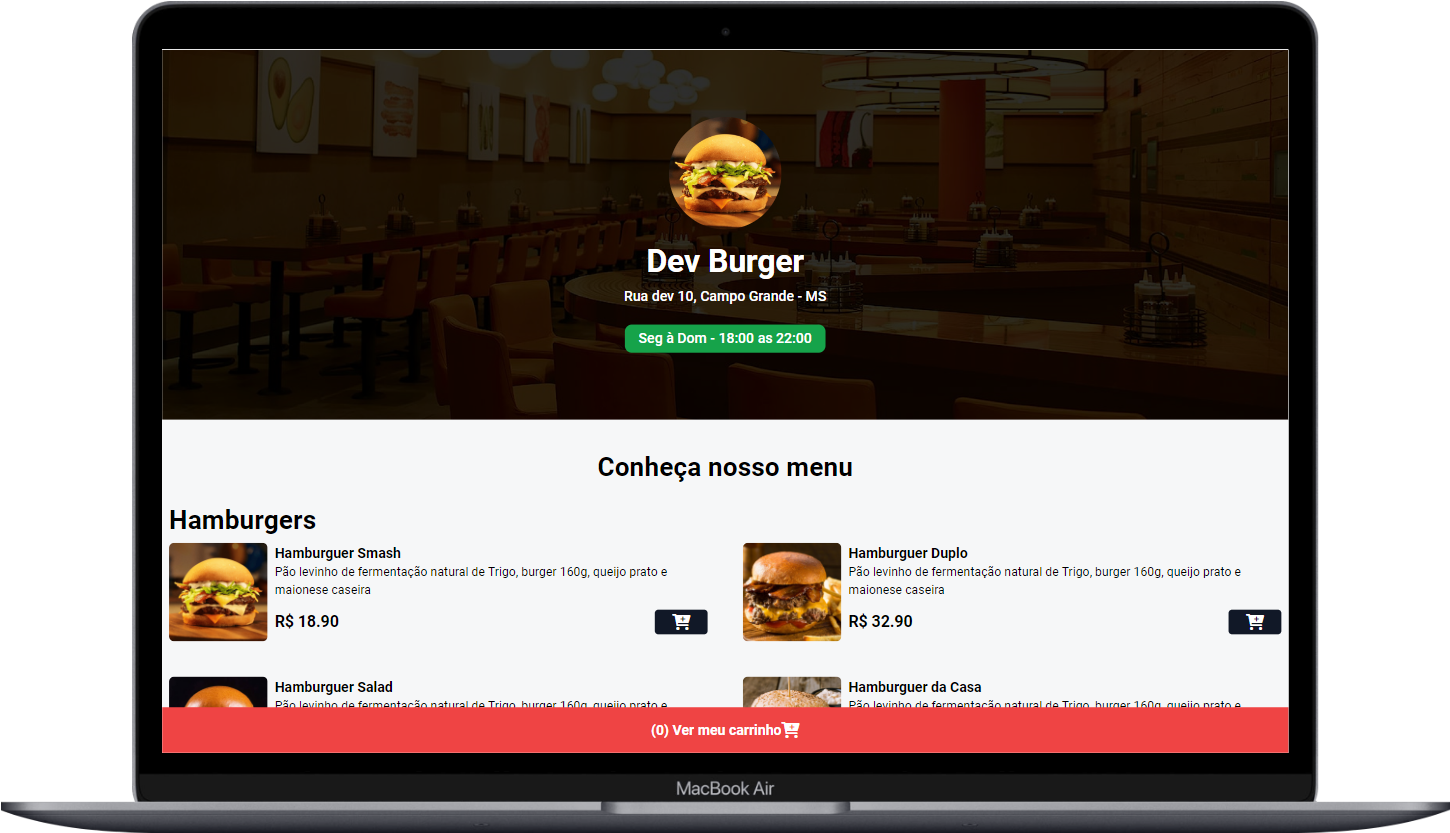 Dev Burger
Rua dev 10, Campo Grande - MS
Seg à Dom - 18:00 as 22:00
Conheça nosso menu
Hamburgers
Hamburguer Smash
Pão levinho de fermentação natural de Trigo, burger 160g, queijo prato e
maionese caseira
R$ 18.90
Hamburguer Duplo
Pão levinho de fermentação natural de Trigo, burger 160g, queijo prato e
maionese caseira
R$ 32.90
Hamburguer Salad
Pão levinho de fermentação natural de Trigo, burger 160g, queijo prato e
Hamburguer da Casa
Pão levinho de fermentação natural de Trigo, burger 160g, queijo prato e
(0) Ver meu carrinho
MacBook Air